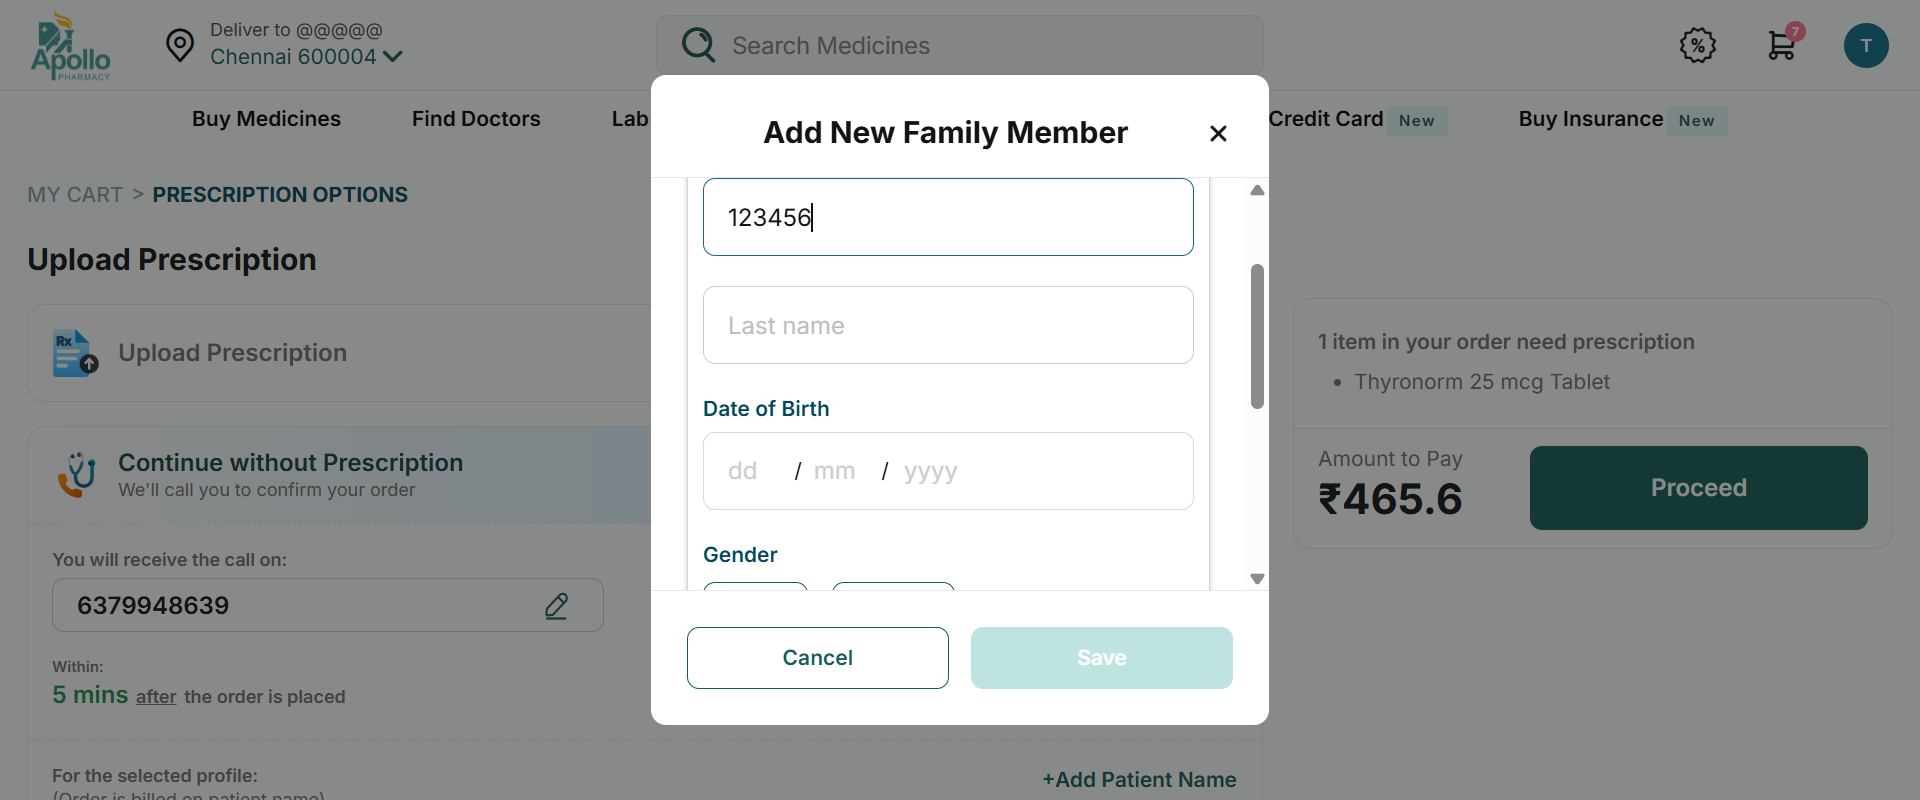 Apollo
PHARMACY
Deliver to @@@@@
Chennai 600004
Search Medicines
%
7
T
Buy Medicines
Find Doctors
Lab
Credit Card New
Buy Insurance New
MY CART > PRESCRIPTION OPTIONS
Upload Prescription
Rx
Upload Prescription
Continue without Prescription
We'll call you to confirm your order
You will receive the call on:
6379948639
Within:
5 mins after the order is placed
For the selected profile:
(Order is billed on patient name)
+Add Patient Name
Add New Family Member
123456
Last name
Date of Birth
dd / mm / yyyy
Gender
Cancel
Save
1 item in your order need prescription
• Thyronorm 25 mcg Tablet
Amount to Pay
₹465.6
Proceed